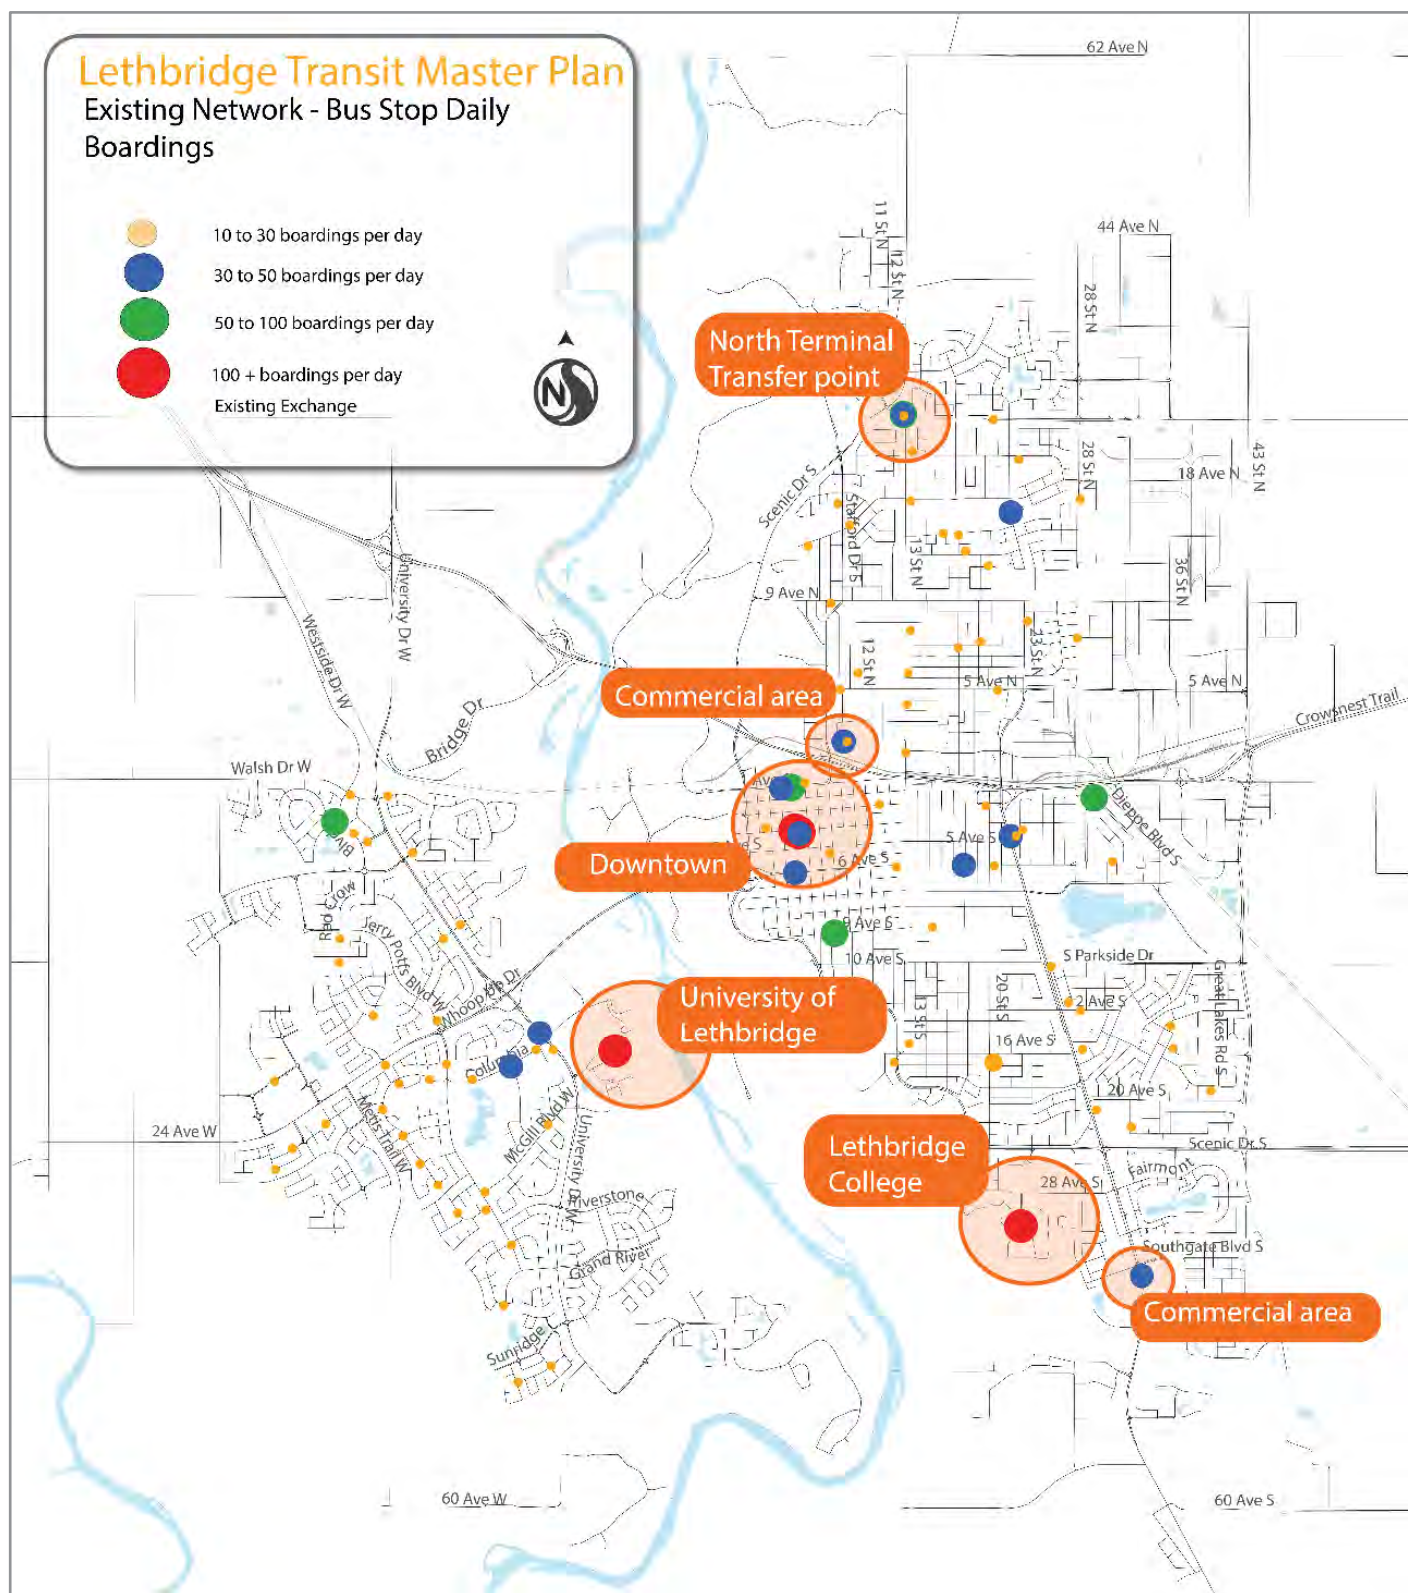 Lethbridge Transit Master Plan
Existing Network - Bus Stop Daily
Boardings
10 to 30 boardings per day
30 to 50 boardings per day
50 to 100 boardings per day
100 + boardings per day
Existing Exchange
N
62 Ave N
44 Ave N
11 St N
12 St N
28 St N
North Terminal
Transfer point
28 St N
18 Ave N
43 St N
Scenic Dr S
Stafford Dr S
13 St N
36 St N
9 Ave N
University Dr W
Westside Dr W
12 St N
23 St N
5 Ave N
5 Ave N
Commercial area
Crowsnest Trail
Bridge Dr
Walsh Dr W
Dieppe Blvd S
Blv
5 Ave S
6 Ave S
Downtown
Red Crow
Jerry Potts Blvd W
9 Ave S
10 Ave S
S Parkside Dr
Whoop Up Dr
University of
Lethbridge
13 St S
20 St S
12 Ave S
Great Lakes Rd S
16 Ave S
Columbia
20 Ave S
24 Ave W
Metis Trail W
McGill Blvd W
University Dr W
Scenic Dr S
Lethbridge
College
Fairmont
28 Ave S
Riverstone
Grand River
Southgate Blvd S
Commercial area
Sunridge
60 Ave W
60 Ave S